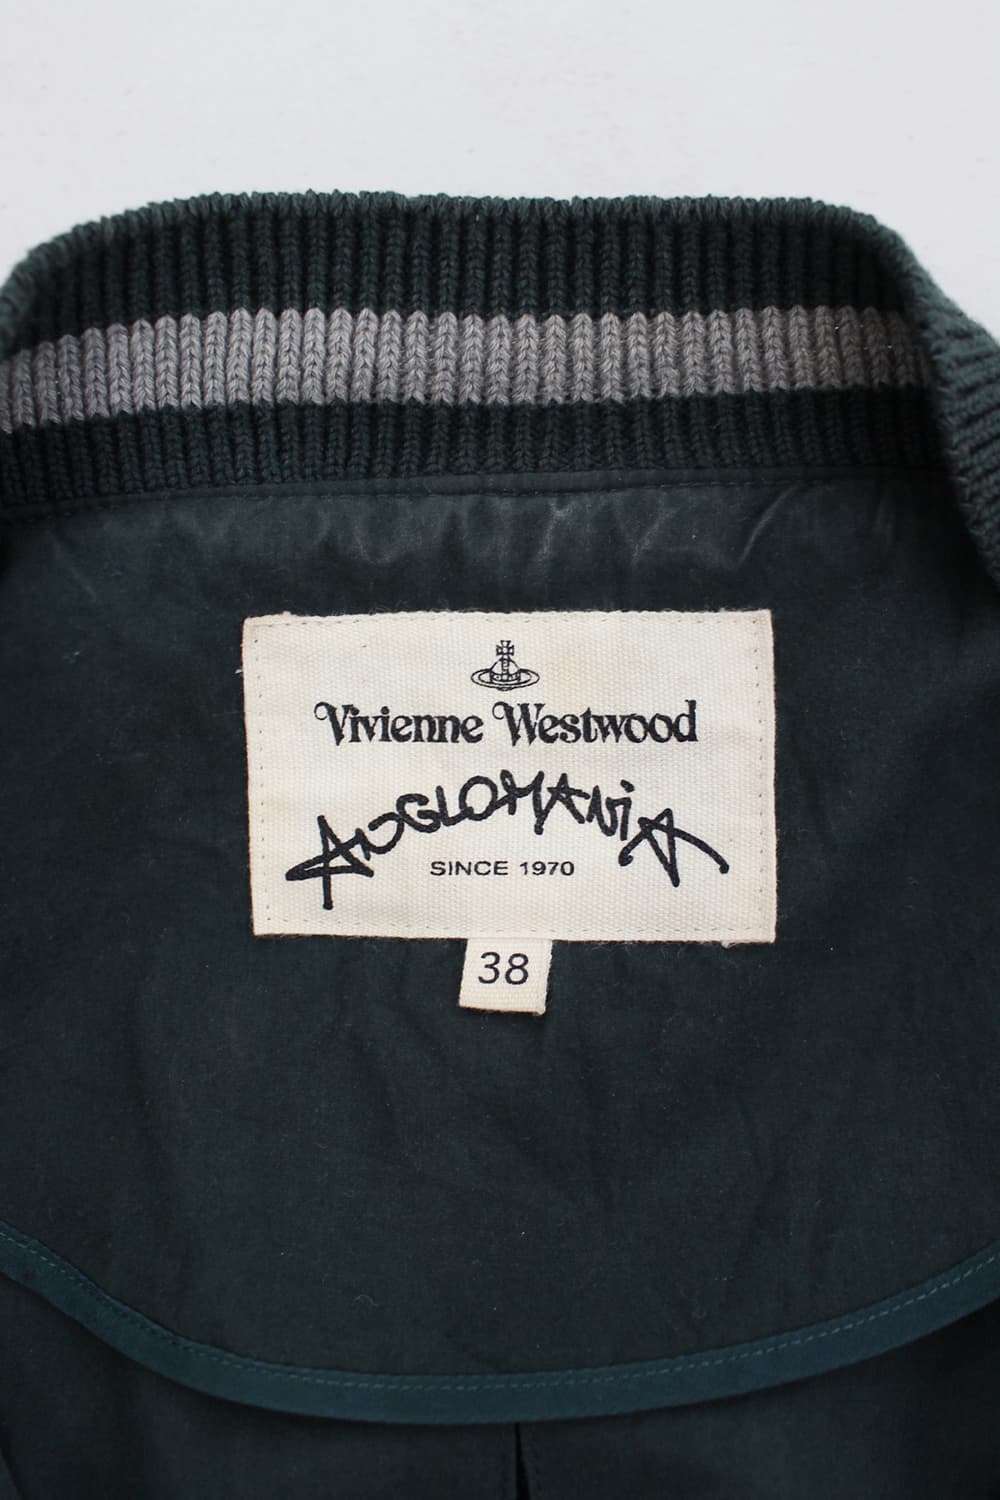 Vivienne Westwood
ANGLOMANiA
SINCE 1970
38